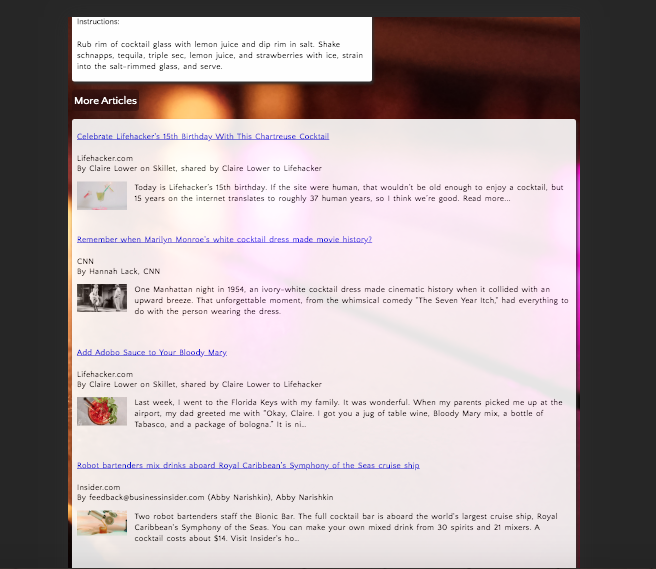 Instructions:
Rub rim of cocktail glass with lemon juice and dip rim in salt. Shake
schnapps, tequila, triple sec, lemon juice, and strawberries with ice, strain
into the salt-rimmed glass, and serve.
More Articles
Celebrate Lifehacker's 15th Birthday With This Chartreuse Cocktail
Lifehacker.com
By Claire Lower on Skillet, shared by Claire Lower to Lifehacker
Today is Lifehacker's 15th birthday. If the site were human, that wouldn't be old enough to enjoy a cocktail, but
15 years on the internet translates to roughly 37 human years, so I think we're good. Read more...
Remember when Marilyn Monroe's white cocktail dress made movie history?
CNN
By Hannah Lack, CNN
One Manhattan night in 1954, an ivory-white cocktail dress made cinematic history when it collided with an
upward breeze. That unforgettable moment, from the whimsical comedy "The Seven Year Itch," had everything to
do with the person wearing the dress.
Add Adobo Sauce to Your Bloody Mary
Lifehacker.com
By Claire Lower on Skillet, shared by Claire Lower to Lifehacker
Last week, I went to the Florida Keys with my family. It was wonderful. When my parents picked me up at the
airport, my dad greeted me with "Okay, Claire. I got you a jug of table wine, Bloody Mary mix, a bottle of
Tabasco, and a package of bologna." It is ni...
Robot bartenders mix drinks aboard Royal Caribbean's Symphony of the Seas cruise ship
Insider.com
By feedback@businessinsider.com (Abby Narishkin), Abby Narishkin
Two robot bartenders staff the Bionic Bar. The full cocktail bar is aboard the world's largest cruise ship, Royal
Caribbean's Symphony of the Seas. You can make your own mixed drink from 30 spirits and 21 mixers. A
cocktail costs about $14. Visit Insider's ho...